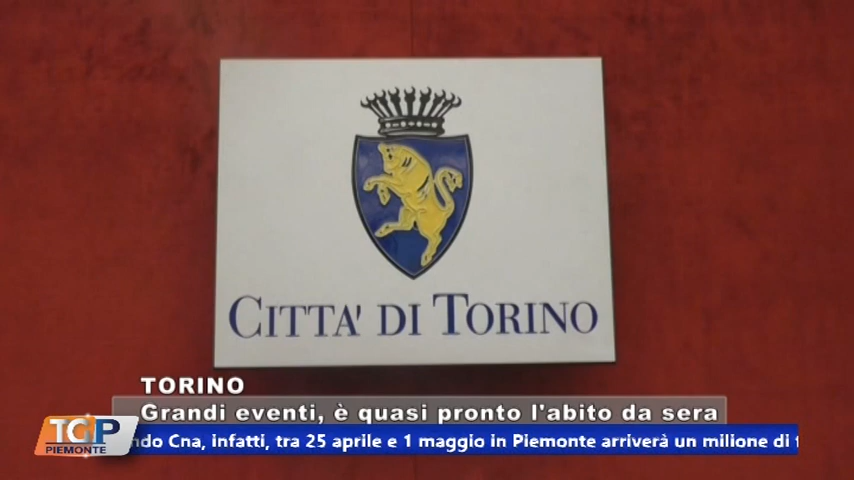 CITTA' DI TORINO
TORINO
Grandi eventi, è quasi pronto l'abito da sera
TGP
PIEMONTE
ndo Cna, infatti, tra 25 aprile e 1 maggio in Piemonte arriverà un milione di